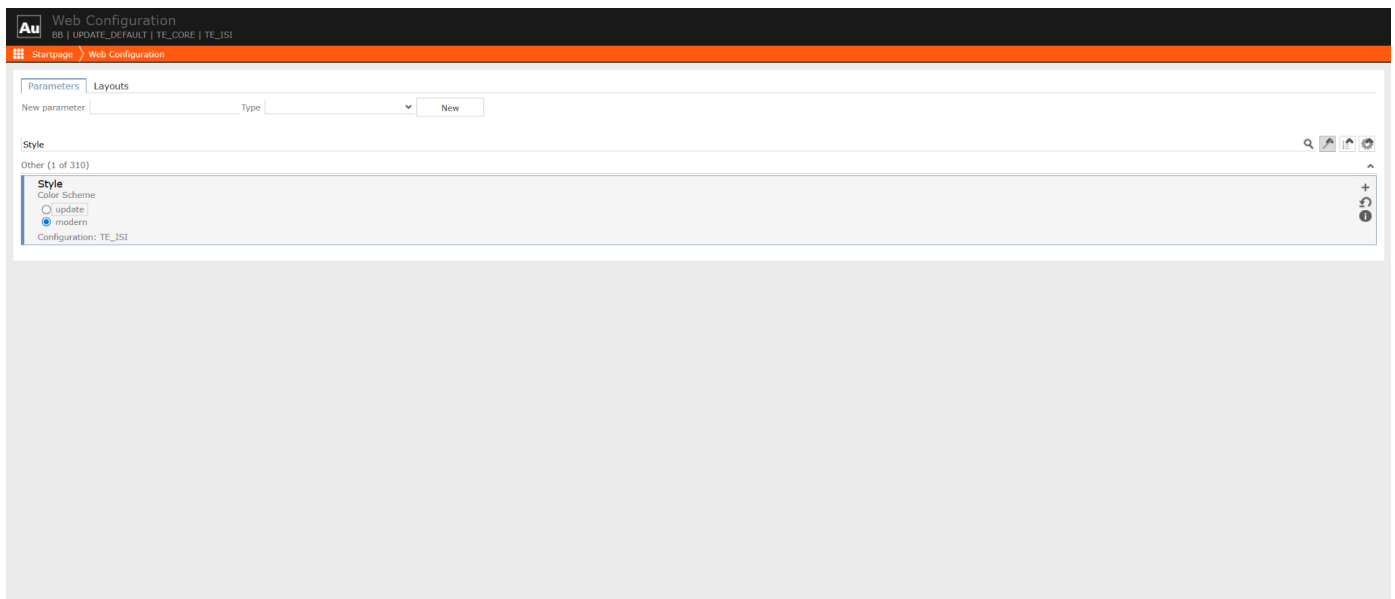 Au
Web Configuration
BB | UPDATE_DEFAULT | TE_CORE | TE_ISI
Startpage Web Configuration
Parameters Layouts
New parameter Type New
Style
Other (1 of 310)
Style
Color Scheme
update
modern
Configuration: TE_ISI